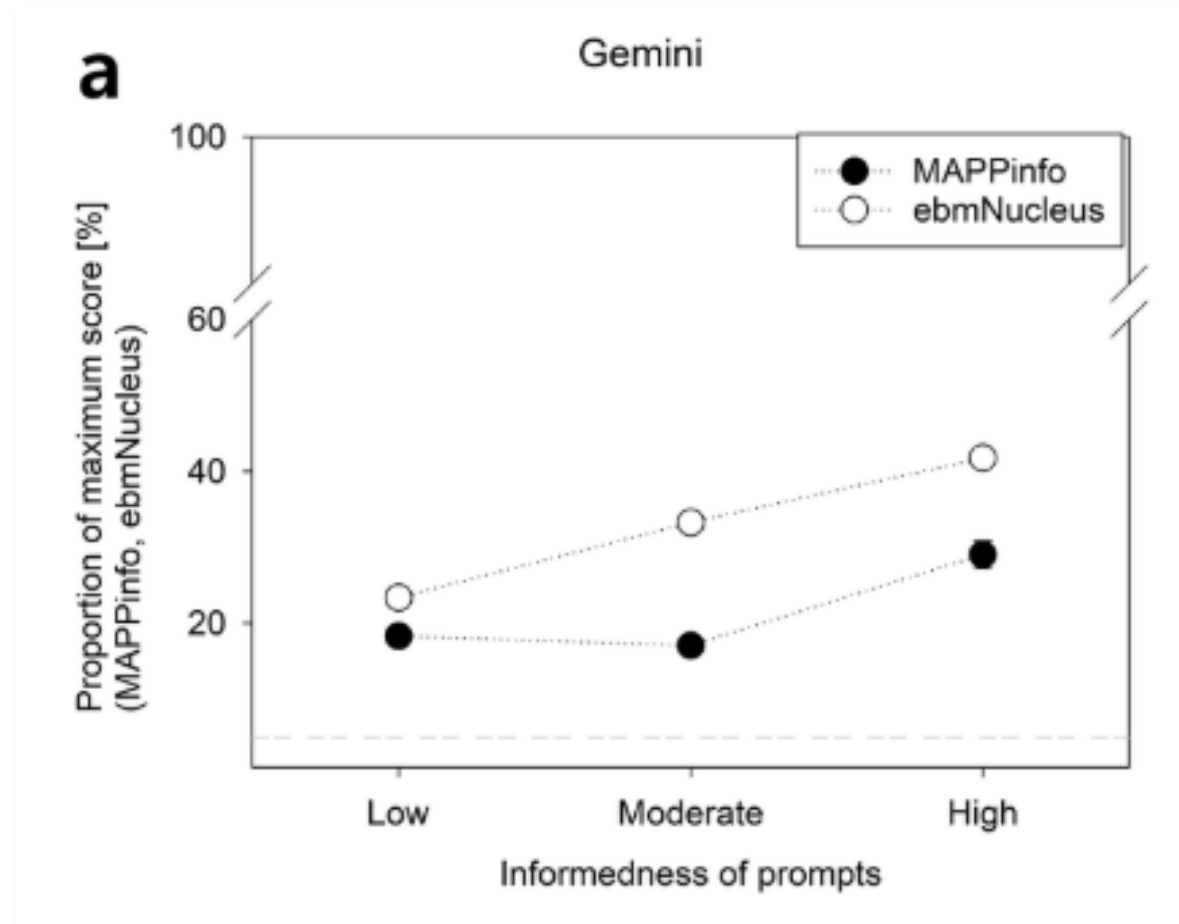 a
Gemini
100
60
40
20
Proportion of maximum score [%]
(MAPPinfo, ebmNucleus)
MAPPinfo
ebmNucleus
Low
Moderate
High
Informedness of prompts